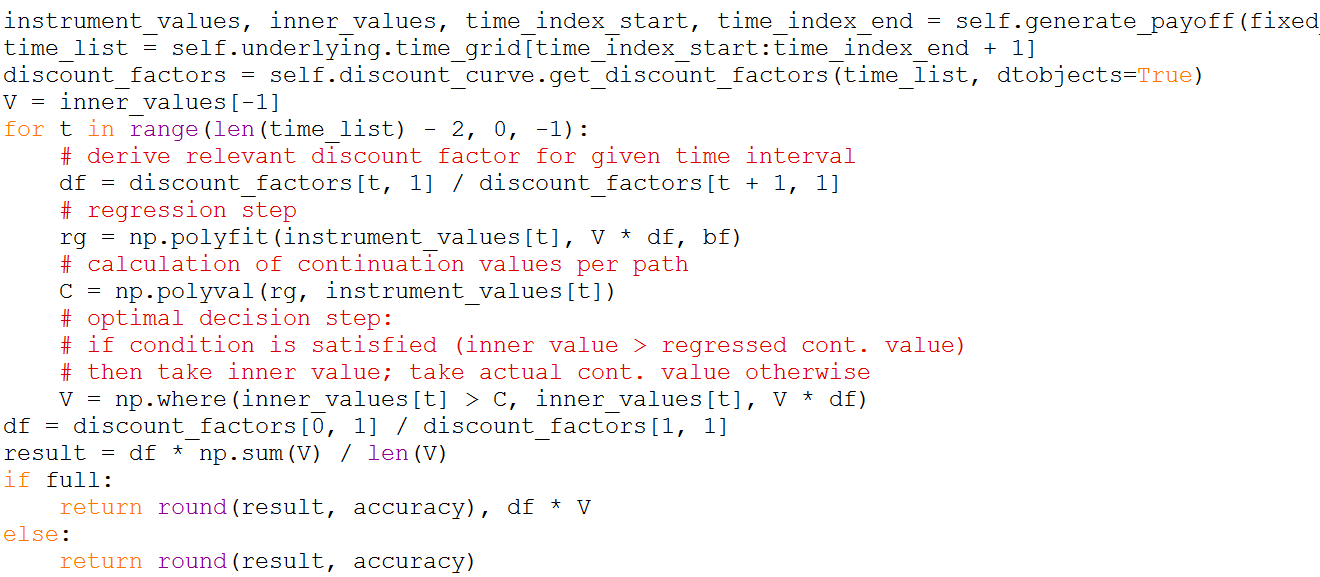 instrument_values, inner_values, time_index_start, time_index_end = self.generate_payoff(fixed_
time_list = self.underlying.time_grid[time_index_start:time_index_end + 1]
discount_factors = self.discount_curve.get_discount_factors(time_list, dtobjects=True)
V = inner_values[-1]
for t in range(len(time_list) - 2, 0, -1):
    # derive relevant discount factor for given time interval
    df = discount_factors[t, 1] / discount_factors[t + 1, 1]
    # regression step
    rg = np.polyfit(instrument_values[t], V * df, bf)
    # calculation of continuation values per path
    C = np.polyval(rg, instrument_values[t])
    # optimal decision step:
    # if condition is satisfied (inner value > regressed cont. value)
    # then take inner value; take actual cont. value otherwise
    V = np.where(inner_values[t] > C, inner_values[t], V * df)
df = discount_factors[0, 1] / discount_factors[1, 1]
result = df * np.sum(V) / len(V)
if full:
    return round(result, accuracy), df * V
else:
    return round(result, accuracy)